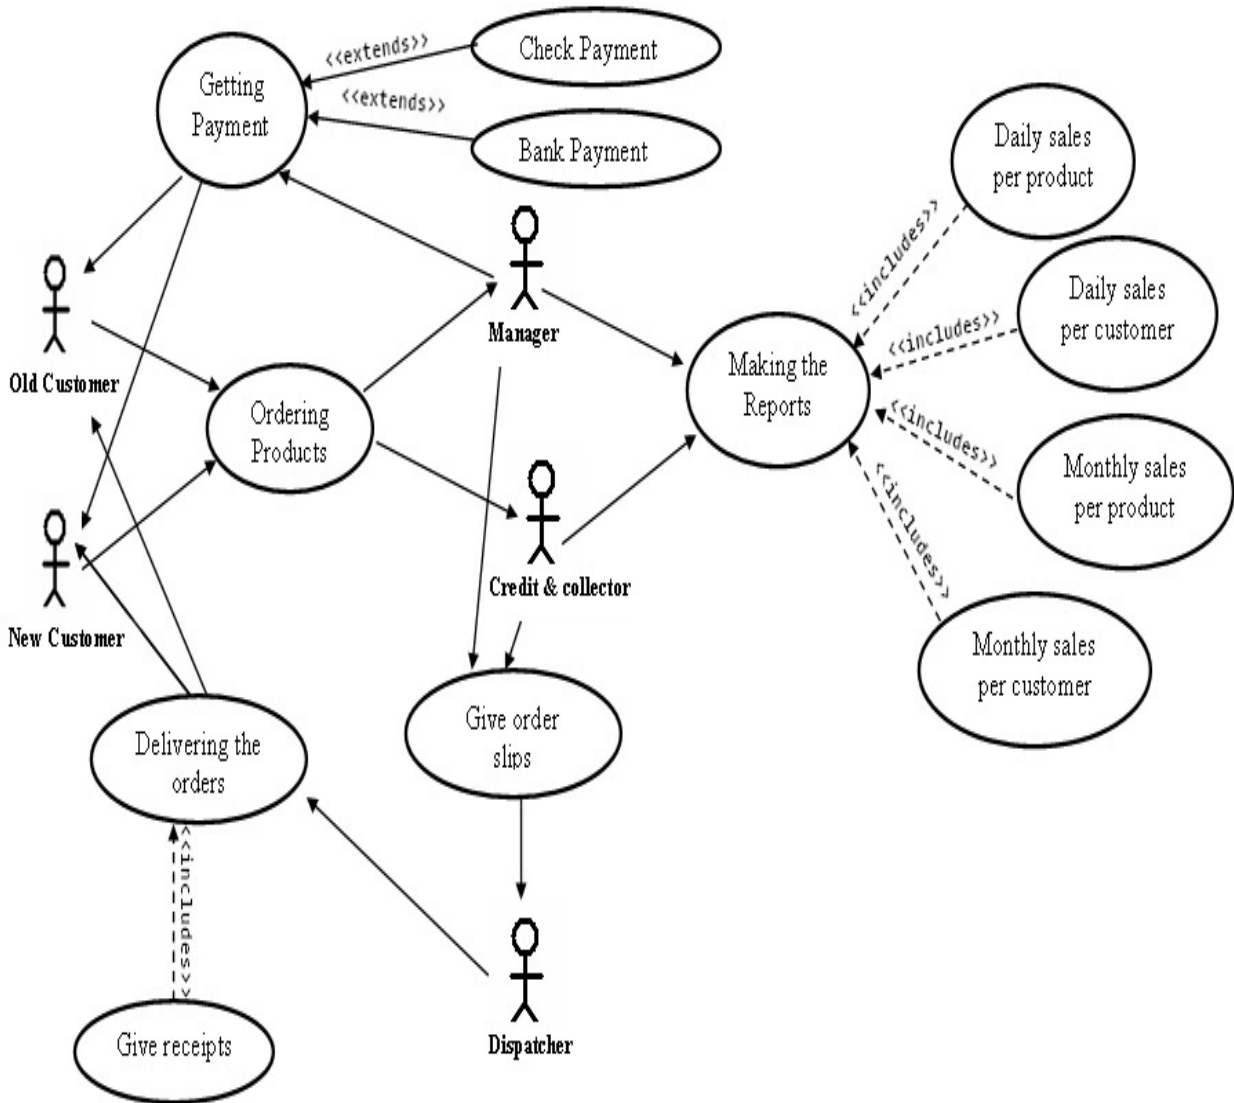 <<extends>>
Check Payment
Getting
Payment
<<extends>>
Bank Payment
Daily sales
per product
<<includes>>
Daily sales
per customer
<<includes>>
Manager
Old Customer
Making the
Reports
Ordering
Products
<<includes>>
Monthly sales
per product
<<includes>>
Credit & collector
New Customer
Monthly sales
per customer
Give order
slips
Delivering the
orders
<<includes>>
Give receipts
Dispatcher